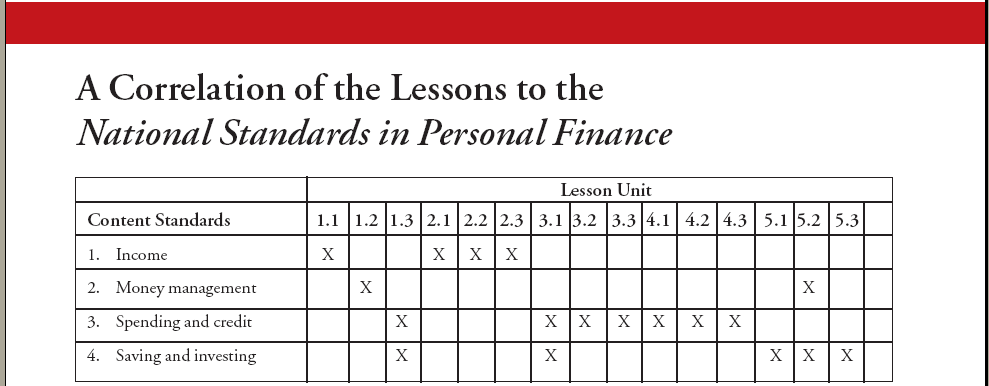 A Correlation of the Lessons to the
National Standards in Personal Finance
Lesson Unit
Content Standards 1.1 1.2 1.3 2.1 2.2 2.3 3.1 3.2 3.3 4.1 4.2 4.3 5.1 5.2 5.3
1. Income X X X X
2. Money management X X
3. Spending and credit X X X X X X X
4. Saving and investing X X X X X